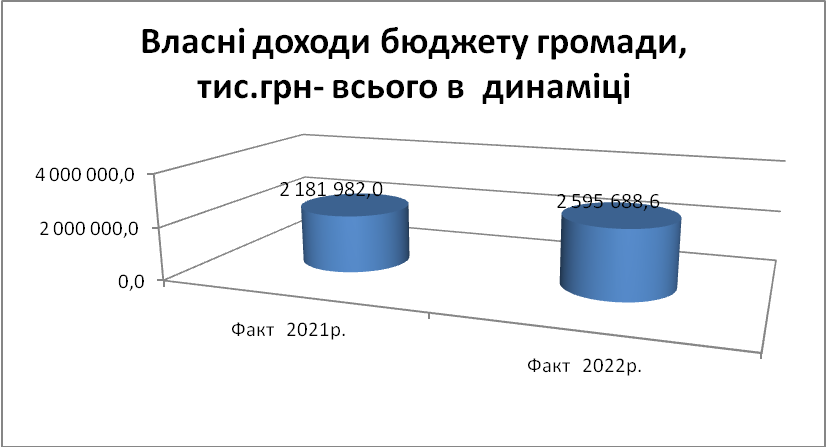 Власні доходи бюджету громади,
тис.грн- всього в динаміці
4 000 000,0
2 000 000,0
0,0
2 181 982,0
2 595 688,6
Факт 2021р.
Факт 2022р.